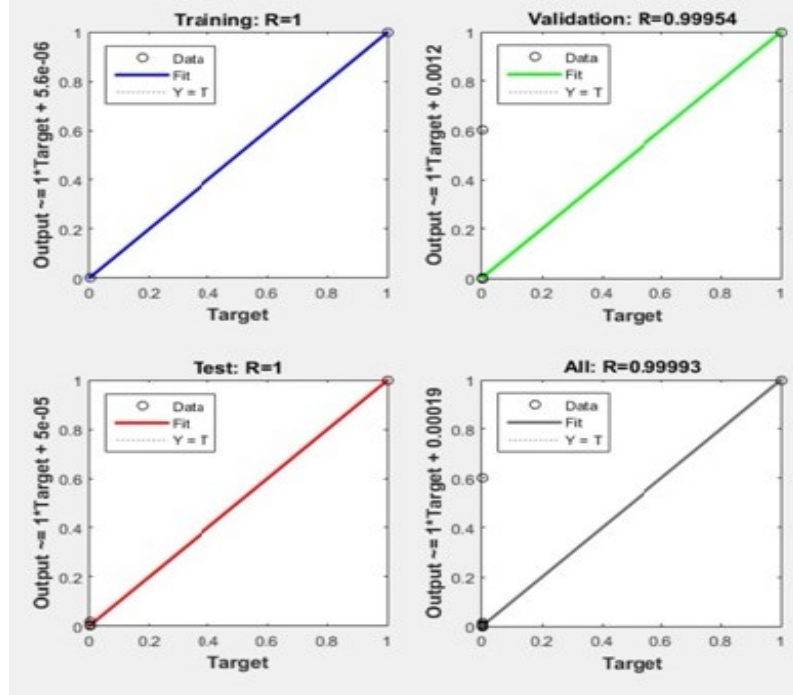 Training: R=1
Output ~= 1*Target + 5.6e-06
Data
Fit
Y = T
1
0.8
0.6
0.4
0.2
0
0 0.2 0.4 0.6 0.8 1
Target
Validation: R=0.99954
Output ~= 1*Target + 0.0012
Data
Fit
Y = T
1
0.8
0.6
0.4
0.2
0
0 0.2 0.4 0.6 0.8 1
Target
Test: R=1
Output ~= 1*Target + 5e-05
Data
Fit
Y = T
1
0.8
0.6
0.4
0.2
0
0 0.2 0.4 0.6 0.8 1
Target
All: R=0.99993
Output ~= 1*Target + 0.00019
Data
Fit
Y = T
1
0.8
0.6
0.4
0.2
0
0 0.2 0.4 0.6 0.8 1
Target